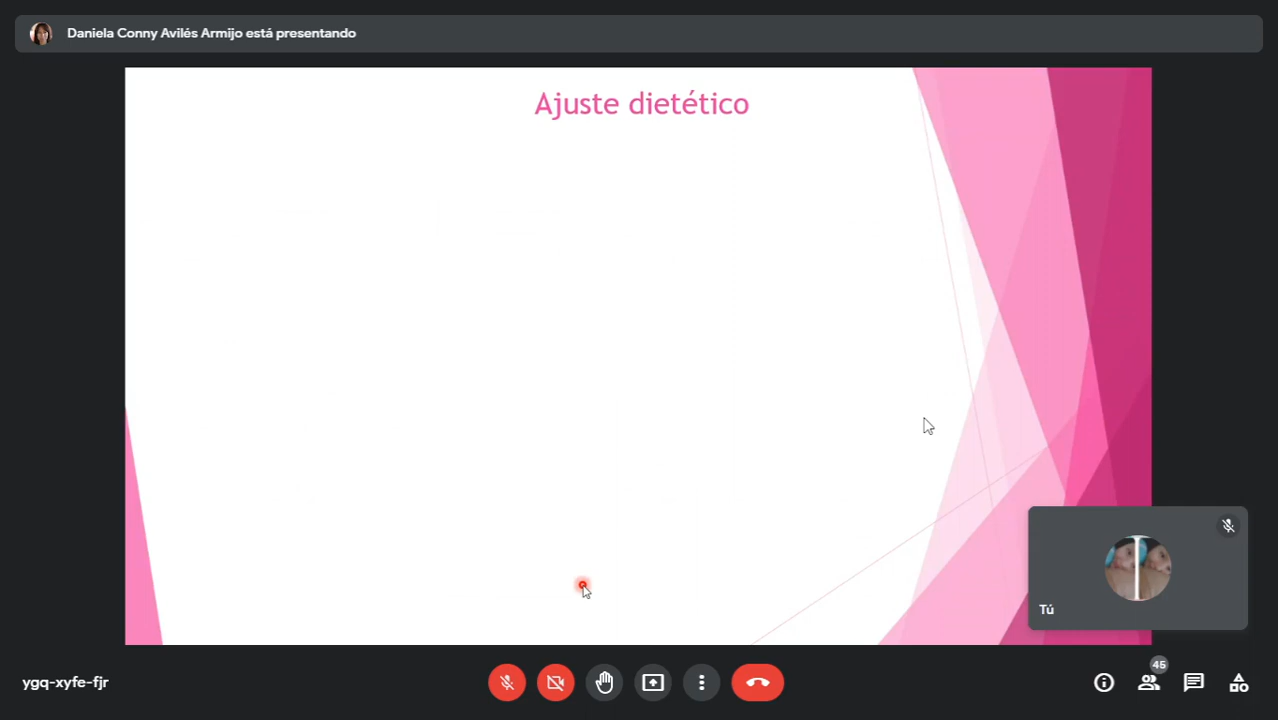 Daniela Conny Avilés Armijo está presentando
Ajuste dietético
Tú
ygq-xyfe-fjr
45